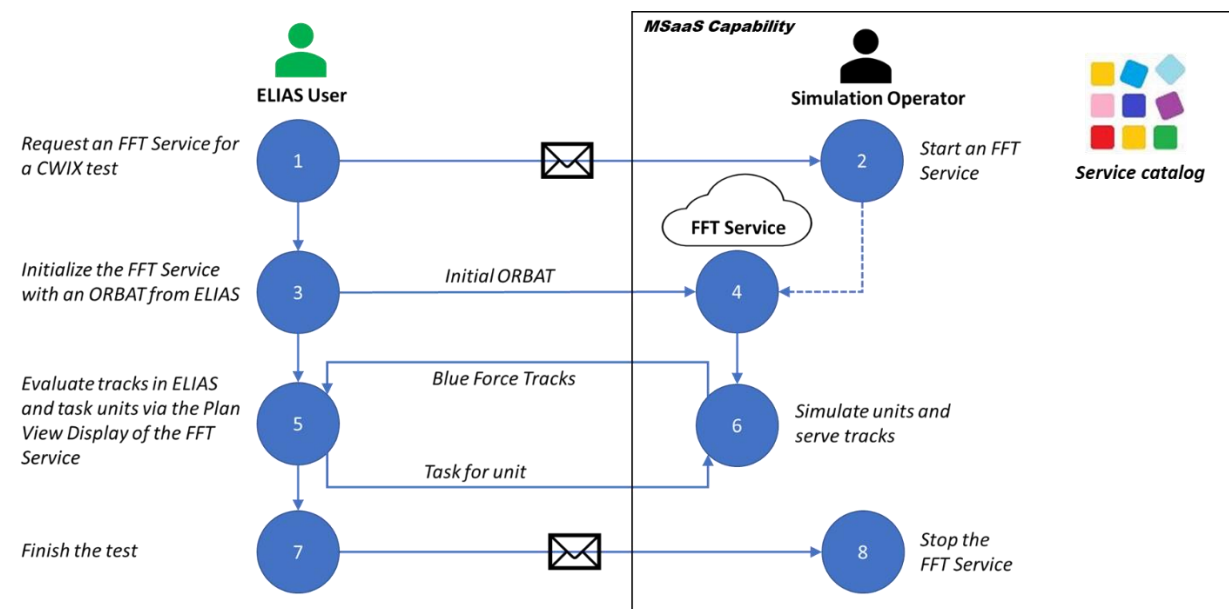 MSaaS Capability
ELIAS User
Simulation Operator
Request an FFT Service for
a CWIX test
1
2
Start an FFT
Service
Service catalog
FFT Service
Initialize the FFT Service
with an ORBAT from ELIAS
3
Initial ORBAT
4
Evaluate tracks in ELIAS
and task units via the Plan
View Display of the FFT
Service
5
Blue Force Tracks
Task for unit
6
Simulate units and
serve tracks
Finish the test
7
8
Stop the
FFT Service